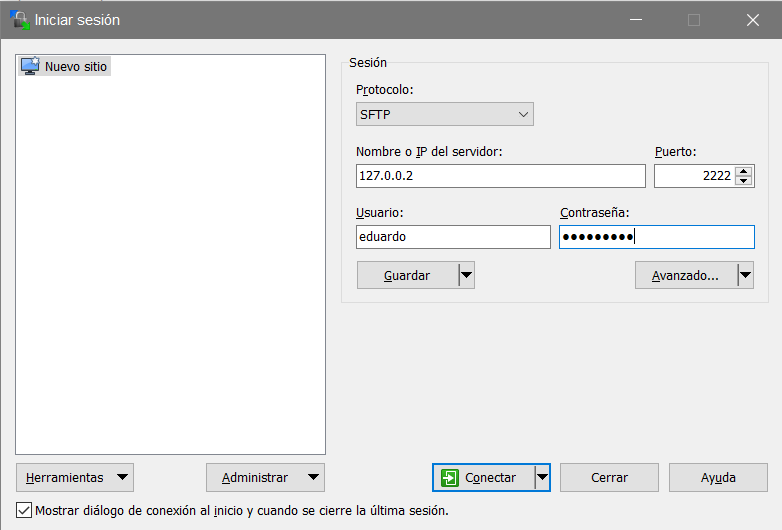 Iniciar sesión
Nuevo sitio
Sesión
Protocolo:
SFTP
Nombre o IP del servidor:
Puerto:
127.0.0.2
2222
Usuario:
Contraseña:
eduardo
●●●●●●●●●
Guardar
Avanzado...
Herramientas
Administrar
Conectar
Cerrar
Ayuda
Mostrar diálogo de conexión al inicio y cuando se cierre la última sesión.